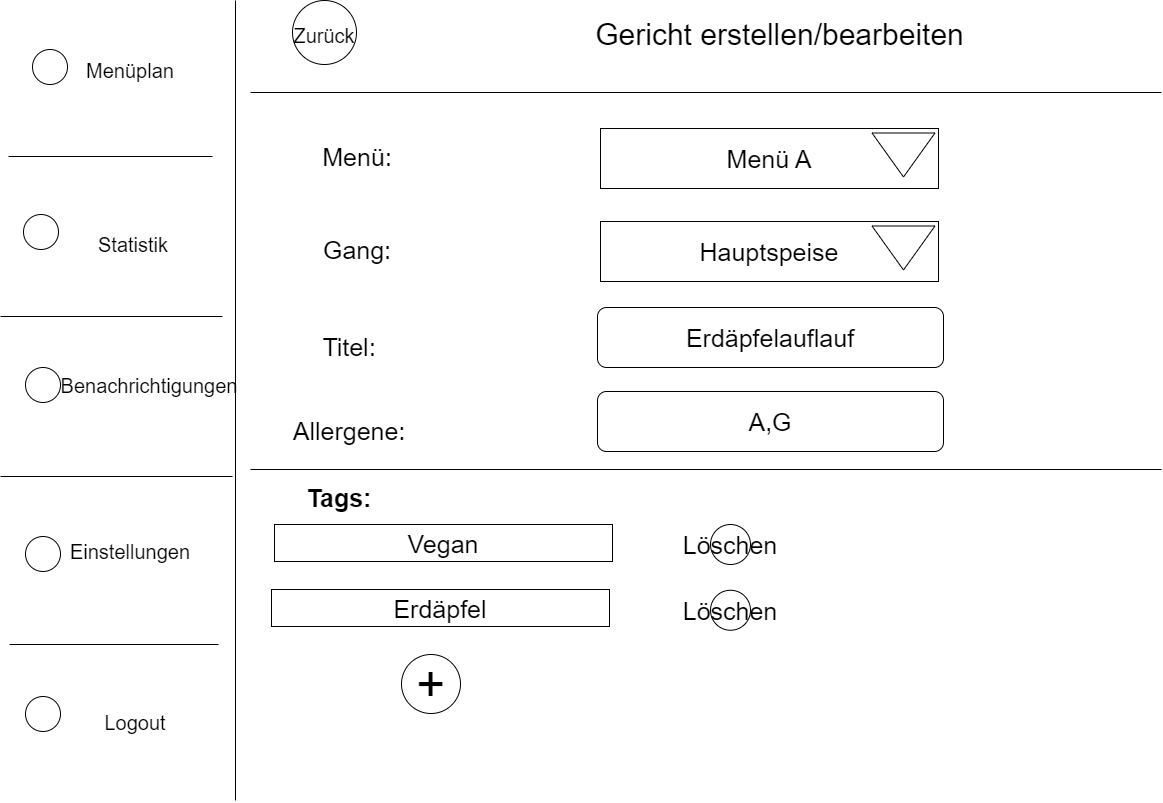 Menüplan
Statistik
Benachrichtigungen
Einstellungen
Logout
Zurück
Gericht erstellen/bearbeiten
Menü:
Menü A
Gang:
Hauptspeise
Titel:
Erdäpfelauflauf
Allergene:
A,G
Tags:
Vegan
Löschen
Erdäpfel
Löschen
+